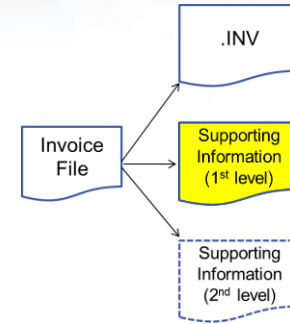 .INV
Invoice
File
Supporting
Information
(1st level)
Supporting
Information
(2nd level)